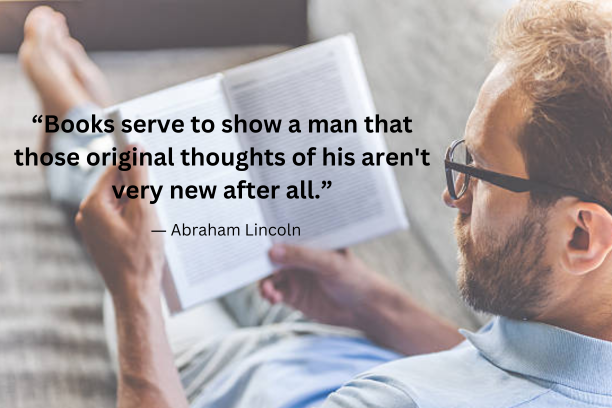 “Books serve to show a man that
those original thoughts of his aren't
very new after all.”
— Abraham Lincoln